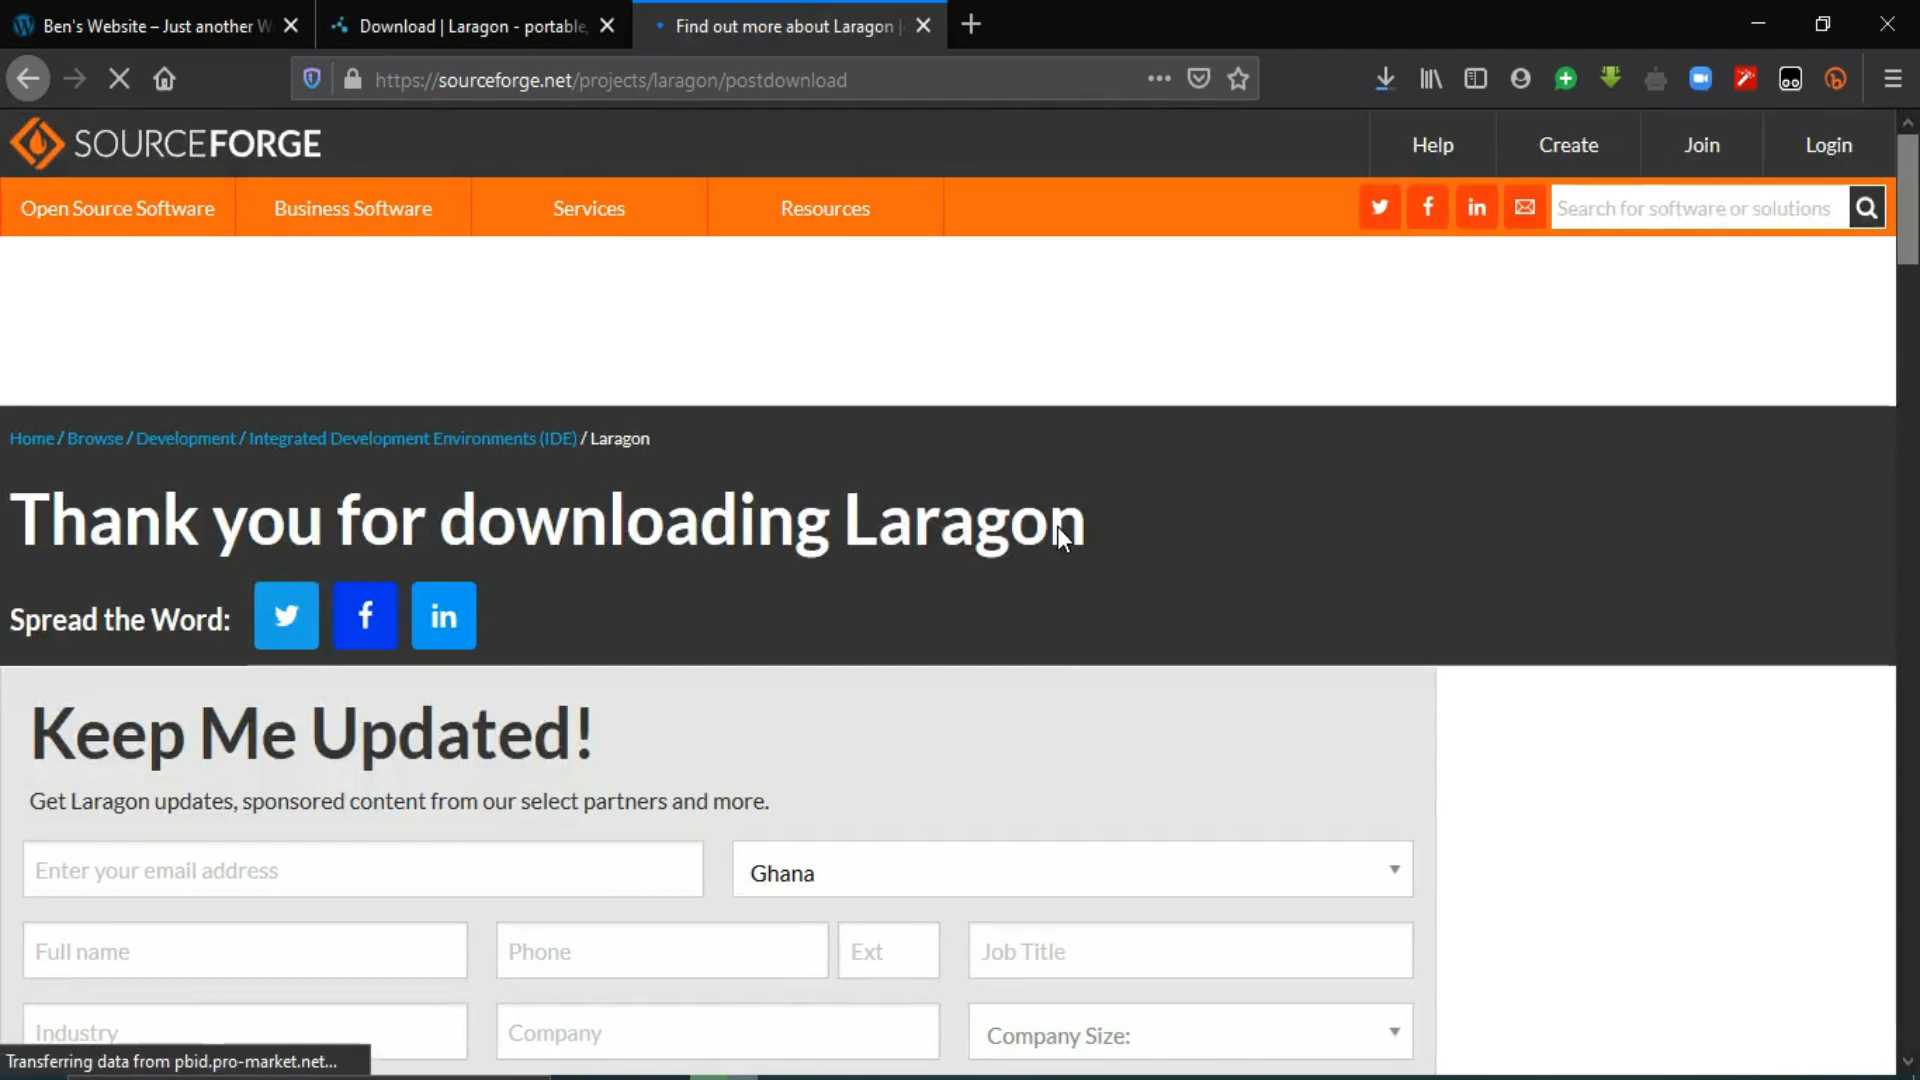 Ben's Website – Just another W
Download | Laragon - portable,
Find out more about Laragon |
https://sourceforge.net/projects/laragon/postdownload
SOURCEFORGE
Help
Create
Join
Login
Open Source Software
Business Software
Services
Resources
Search for software or solutions
Home / Browse / Development / Integrated Development Environments (IDE) / Laragon
Thank you for downloading Laragon
Spread the Word:
Keep Me Updated!
Get Laragon updates, sponsored content from our select partners and more.
Enter your email address
Ghana
Full name
Phone
Ext
Job Title
Industry
Company
Company Size:
Transferring data from pbid.pro-market.net...